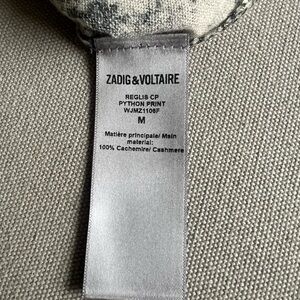 ZADIG & VOLTAIRE
REGLIS CP
PYTHON PRINT
WJMZ1108F
M
Matière principale/ Main
material:
100% Cachemire/ Cashmere